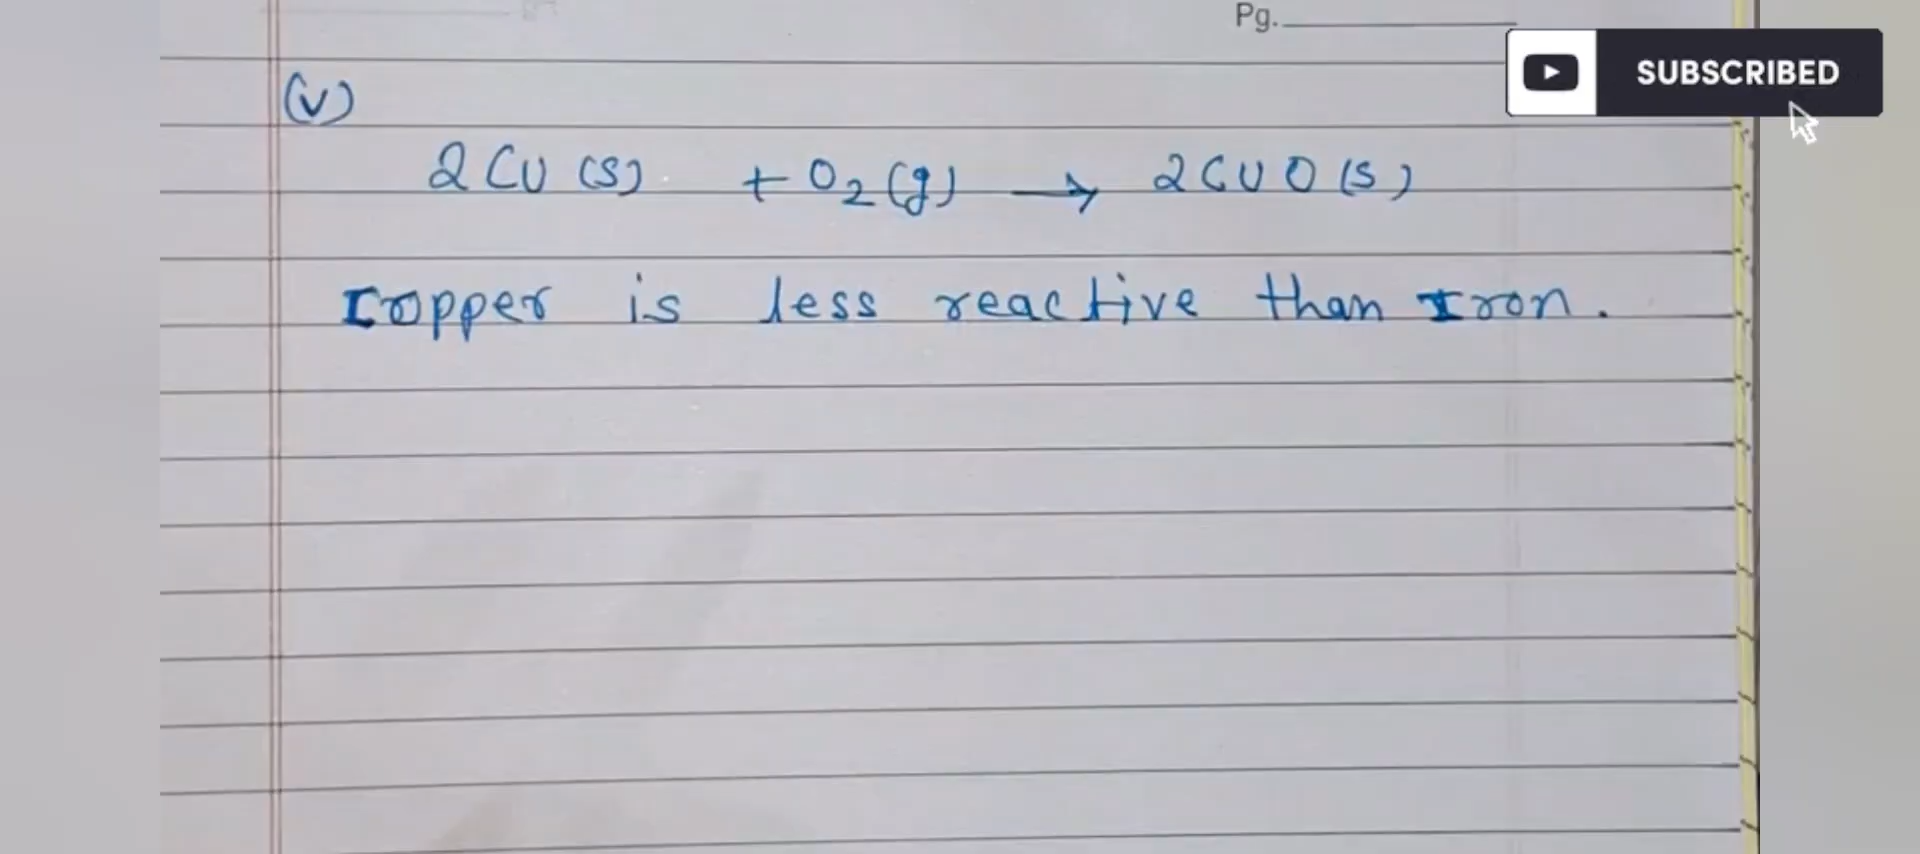 Pg.
SUBSCRIBED
(v)
2CU (s) + O2 (g) → 2CUO (s)
Copper is less reactive than Iron.